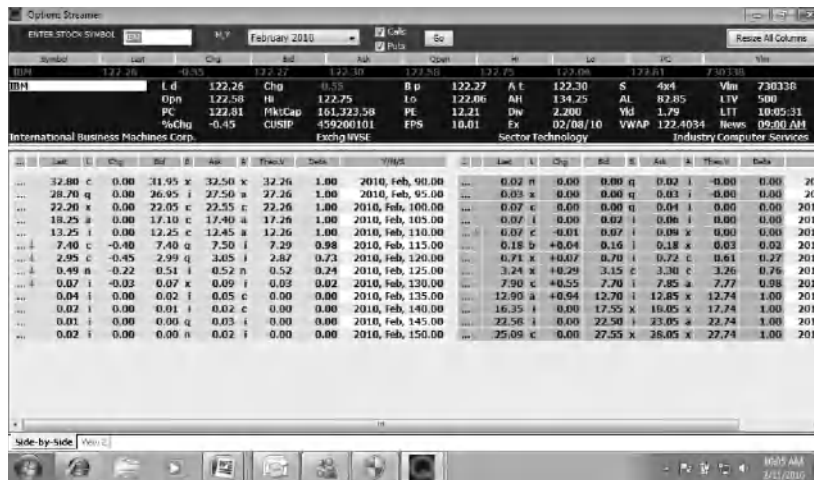 Options Streamer
ENTER STOCK SYMBOL IBM M,Y February 2010 Calls Puts Go Resize All Columns
Symbol Last Chg Bid Ask Open Hi Lo PC Vlm
IBM 122.26 -0.55 122.27 122.30 122.58 122.75 122.06 122.81 730338
IBM L d 122.26 Chg -0.55 B p 122.27 A t 122.30 S 4x4 Vlm 730338
Opn 122.58 Hi 122.75 Lo 122.06 AH 134.25 AL 82.85 LTV 500
PC 122.81 MktCap 161,323.58 PE 12.21 Div 2.200 Yld 1.79 LTT 10:05:31
%Chg -0.45 CUSIP 459200101 EPS 10.01 Ex 02/08/10 VWAP 122.4034 News 09:00 AM
International Business Machines Corp. Exchg NYSE Sector Technology Industry Computer Services
... Last L Chg Bid B Ask A Theo.V Delta Y/M/S ... Last L Chg Bid B Ask A Theo.V Delta
... 32.80 c 0.00 31.95 x 32.50 x 32.26 1.00 2010, Feb, 90.00 ... 0.02 n 0.00 0.00 q 0.02 i -0.00 0.00 20
... 28.70 q 0.00 26.95 i 27.50 a 27.26 1.00 2010, Feb, 95.00 ... 0.03 x 0.00 0.00 q 0.03 i -0.00 0.00 20
... 22.20 x 0.00 22.05 c 22.55 c 22.26 1.00 2010, Feb, 100.00 ... 0.07 c 0.00 0.00 q 0.04 i 0.00 0.00 201
... 18.25 a 0.00 17.10 c 17.40 a 17.26 1.00 2010, Feb, 105.00 ... 0.07 i 0.00 0.02 i 0.06 i 0.00 0.00 201
... 13.25 i 0.00 12.25 c 12.45 a 12.26 1.00 2010, Feb, 110.00 0.07 c -0.01 0.07 i 0.09 x 0.00 0.00 201
... 7.40 c -0.40 7.40 q 7.50 i 7.29 0.98 2010, Feb, 115.00 ... 0.18 b +0.04 0.16 i 0.18 x 0.03 0.02 201
... 2.95 c -0.45 2.99 q 3.05 i 2.87 0.73 2010, Feb, 120.00 ... 0.71 x +0.07 0.70 i 0.72 c 0.61 0.27 201
... 0.49 n -0.22 0.51 i 0.52 n 0.52 0.24 2010, Feb, 125.00 ... 3.24 x +0.29 3.15 c 3.30 c 3.26 0.76 201
... 0.07 i -0.03 0.07 x 0.09 i 0.03 0.02 2010, Feb, 130.00 ... 7.90 c +0.55 7.70 i 7.85 a 7.77 0.98 201
... 0.04 i 0.00 0.02 i 0.05 c 0.00 0.00 2010, Feb, 135.00 ... 12.90 a +0.94 12.70 i 12.85 x 12.74 1.00 201
... 0.02 i 0.00 0.01 i 0.02 c 0.00 0.00 2010, Feb, 140.00 ... 16.35 i 0.00 17.55 x 18.05 x 17.74 1.00 201
... 0.01 i 0.00 0.00 q 0.03 i 0.00 0.00 2010, Feb, 145.00 ... 22.58 i 0.00 22.50 i 23.05 a 22.74 1.00 201
... 0.02 i 0.00 0.00 n 0.02 i 0.00 0.00 2010, Feb, 150.00 ... 25.09 c 0.00 27.55 x 28.05 x 27.74 1.00 201
Side-by-Side View 2
10:05 AM
2/11/2010